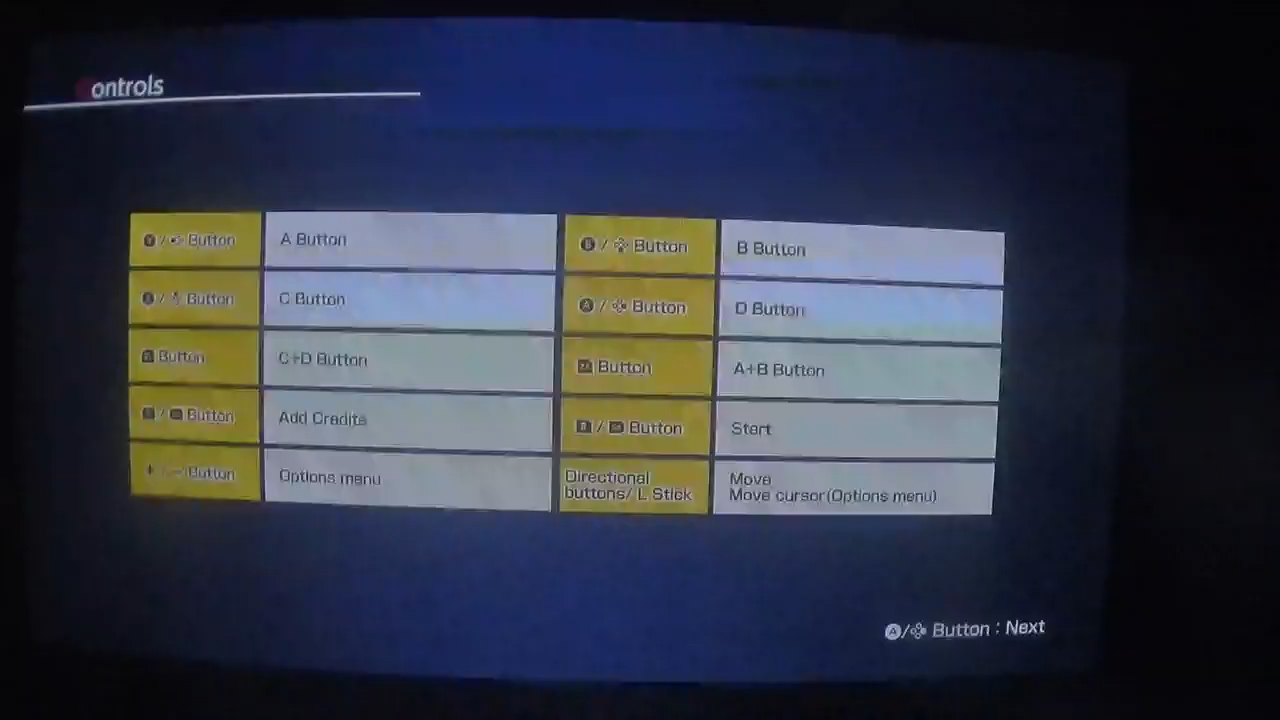 ontrols
Button A Button B / Button B Button
Button C Button A / Button D Button
Button C+D Button Button A+B Button
Button Add Credits Button Start
Button Options menu Directional buttons/ L Stick Move
Move cursor(Options menu)
A/ Button : Next